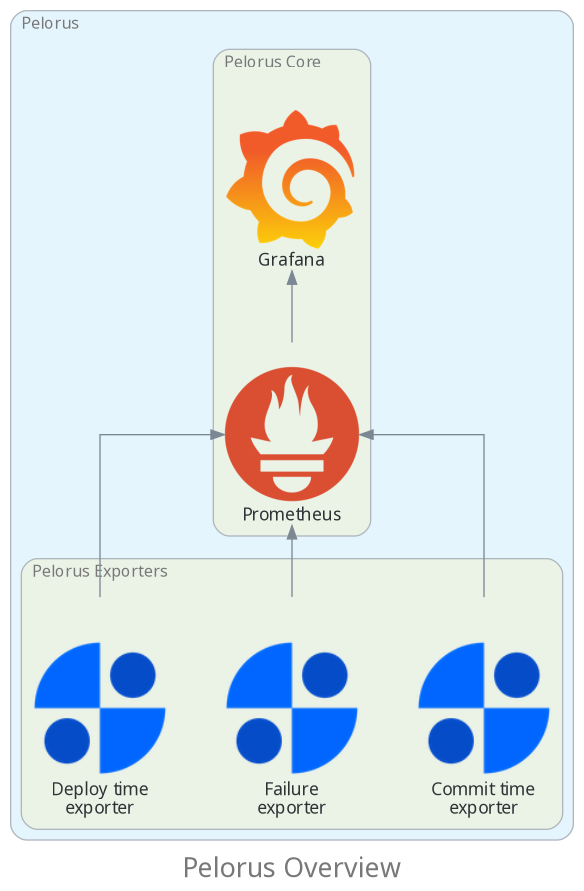 Pelorus
Pelorus Core
Grafana
Prometheus
Pelorus Exporters
Deploy time
exporter
Failure
exporter
Commit time
exporter
Pelorus Overview